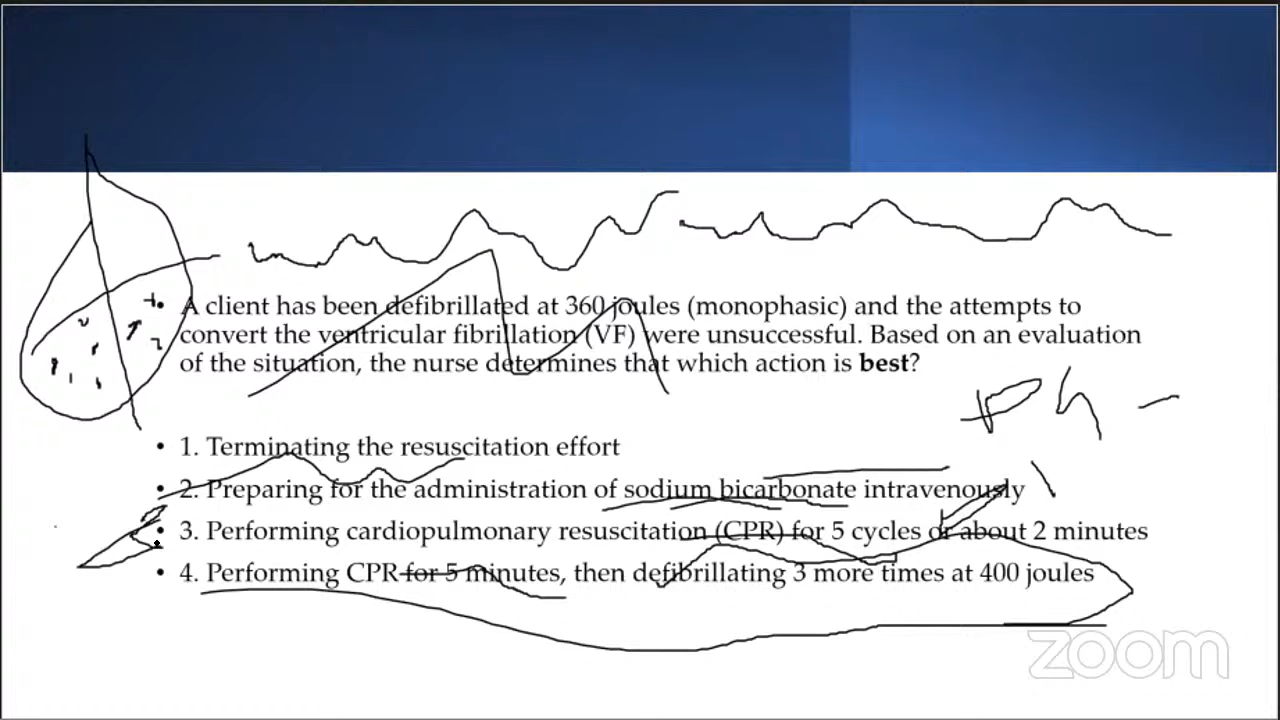 • A client has been defibrillated at 360 joules (monophasic) and the attempts to
convert the ventricular fibrillation (VF) were unsuccessful. Based on an evaluation
of the situation, the nurse determines that which action is best?
• 1. Terminating the resuscitation effort
• 2. Preparing for the administration of sodium bicarbonate intravenously
• 3. Performing cardiopulmonary resuscitation (CPR) for 5 cycles or about 2 minutes
• 4. Performing CPR for 5 minutes, then defibrillating 3 more times at 400 joules
zoom